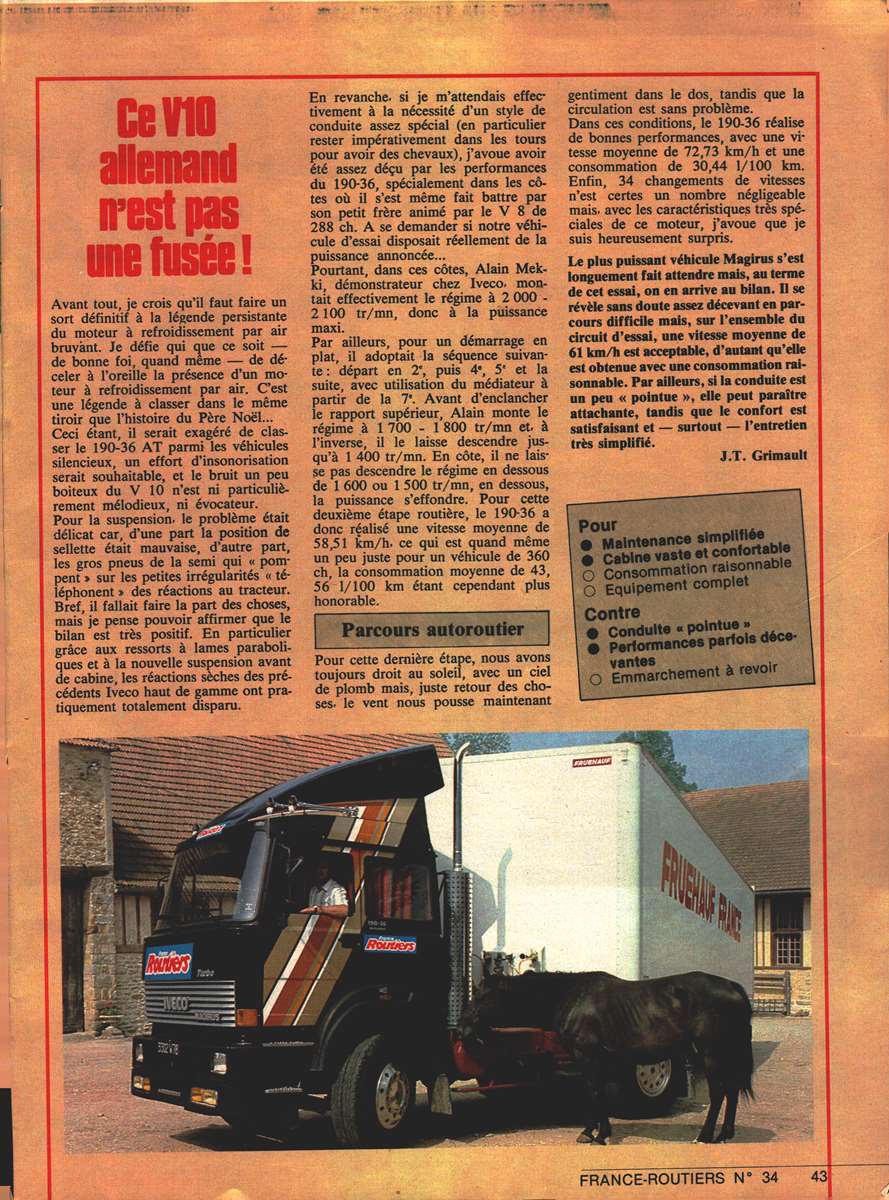 Ce V10
allemand
n'est pas
une fusée !
Avant tout, je crois qu'il faut faire un
sort définitif à la légende persistante
du moteur à refroidissement par air
bruyant. Je défie qui que ce soit —
de bonne foi, quand même — de dé-
céler à l'oreille la présence d'un mo-
teur à refroidissement par air. C'est
une légende à classer dans le même
tiroir que l'histoire du Père Noël...
Ceci étant, il serait exagéré de clas-
ser le 190-36 AT parmi les véhicules
silencieux, un effort d'insonorisation
serait souhaitable, et le bruit un peu
boiteux du V 10 n'est ni particuliè-
rement mélodieux, ni évocateur.
Pour la suspension, le problème était
délicat car, d'une part la position de
sellette était mauvaise, d'autre part,
les gros pneus de la semi qui « pom-
pent » sur les petites irrégularités « té-
léphonent » des réactions au tracteur.
Bref, il fallait faire la part des choses,
mais je pense pouvoir affirmer que le
bilan est très positif. En particulier
grâce aux ressorts à lames paraboli-
ques et à la nouvelle suspension avant
de cabine, les réactions sèches des pré-
cédents Iveco haut de gamme ont pra-
tiquement totalement disparu.
En revanche, si je m'attendais effec-
tivement à la nécessité d'un style de
conduite assez spécial (en particulier
rester impérativement dans les tours
pour avoir des chevaux), j'avoue avoir
été assez déçu par les performances
du 190-36, spécialement dans les cô-
tes où il s'est même fait battre par
son petit frère animé par le V 8 de
288 ch. A se demander si notre véhi-
cule d'essai disposait réellement de la
puissance annoncée...
Pourtant, dans ces côtes, Alain Mek-
ki, démonstrateur chez Iveco, mon-
tait effectivement le régime à 2 000 -
2 100 tr/mn, donc à la puissance
maxi.
Par ailleurs, pour un démarrage en
plat, il adoptait la séquence suivan-
te : départ en 2e, puis 4e, 5e et la
suite, avec utilisation du médiateur à
partir de la 7e. Avant d'enclancher
le rapport supérieur, Alain monte le
régime à 1 700 - 1 800 tr/mn et, à
l'inverse, il le laisse descendre jus-
qu'à 1 400 tr/mn. En côte, il ne lais-
se pas descendre le régime en dessous
de 1 600 ou 1 500 tr/mn, en dessous,
la puissance s'effondre. Pour cette
deuxième étape routière, le 190-36 a
donc réalisé une vitesse moyenne de
58,51 km/h, ce qui est quand même
un peu juste pour un véhicule de 360
ch, la consommation moyenne de 43,
56 l/100 km étant cependant plus
honorable.
Parcours autoroutier
Pour cette dernière étape, nous avons
toujours droit au soleil, avec un ciel
de plomb mais, juste retour des cho-
ses, le vent nous pousse maintenant
gentiment dans le dos, tandis que la
circulation est sans problème.
Dans ces conditions, le 190-36 réalise
de bonnes performances, avec une vi-
tesse moyenne de 72,73 km/h et une
consommation de 30,44 l/100 km.
Enfin, 34 changements de vitesses
n'est certes un nombre négligeable
mais, avec les caractéristiques très spé-
ciales de ce moteur, j'avoue que je
suis heureusement surpris.
Le plus puissant véhicule Magirus s'est
longuement fait attendre mais, au terme
de cet essai, on en arrive au bilan. Il se
révèle sans doute assez décevant en par-
cours difficile mais, sur l'ensemble du
circuit d'essai, une vitesse moyenne de
61 km/h est acceptable, d'autant qu'elle
est obtenue avec une consommation rai-
sonnable. Par ailleurs, si la conduite est
un peu « pointue », elle peut paraître
attachante, tandis que le confort est
satisfaisant et — surtout — l'entretien
très simplifié.
J.T. Grimault
Pour
● Maintenance simplifiée
● Cabine vaste et confortable
○ Consommation raisonnable
○ Equipement complet
Contre
● Conduite « pointue »
● Performances parfois déce-
vantes
○ Emmarchement à revoir
FRUEHAUF
FRUEHAUF FRANCE
190-36
Routiers
Routiers
Turbo
IVECO
FRANCE-ROUTIERS N° 34 43